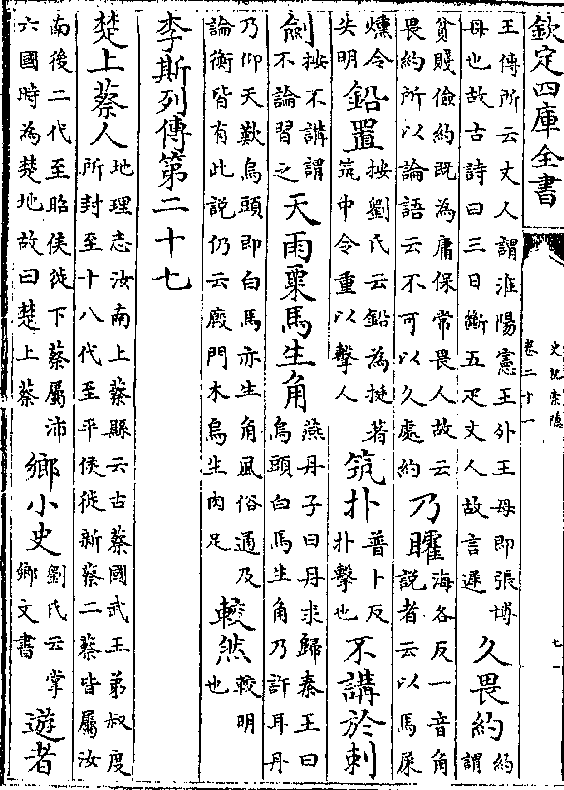 欽定四庫全書
史記索隱
卷二十一
七
王傳所云丈人謂淮陽憲王外王母即張博
母也故古詩曰三日斷五疋丈人故言遲
久畏約
約
謂
貧賤儉約既為庸保常畏人故云
畏約所以論語云不可以久處約
乃矐
海各反一音角
說者云以馬屎
燻令
失明
鉛置
按劉氏云鉛為挺著
筑中令重以擊人
筑扑
普卜反
扑擊也
不講於刺
劍
按不講謂
不論習之
天雨粟馬生角
燕丹子曰丹求歸秦王曰
烏頭白馬生角乃許耳丹
乃仰天歎烏頭即白馬亦生角風俗通及
論衡皆有此說仍云廄門木烏生肉足
較然
較明
也
李斯列傳第二十七
楚上蔡人
地理志汝南上蔡縣云古蔡國武王弟叔度
所封至十八代至平侯徙新蔡二蔡皆屬汝
南後二代至昭侯徙下蔡屬沛
六國時為楚地故曰楚上蔡
鄉小史
劉氏云掌
鄉文書
遊者